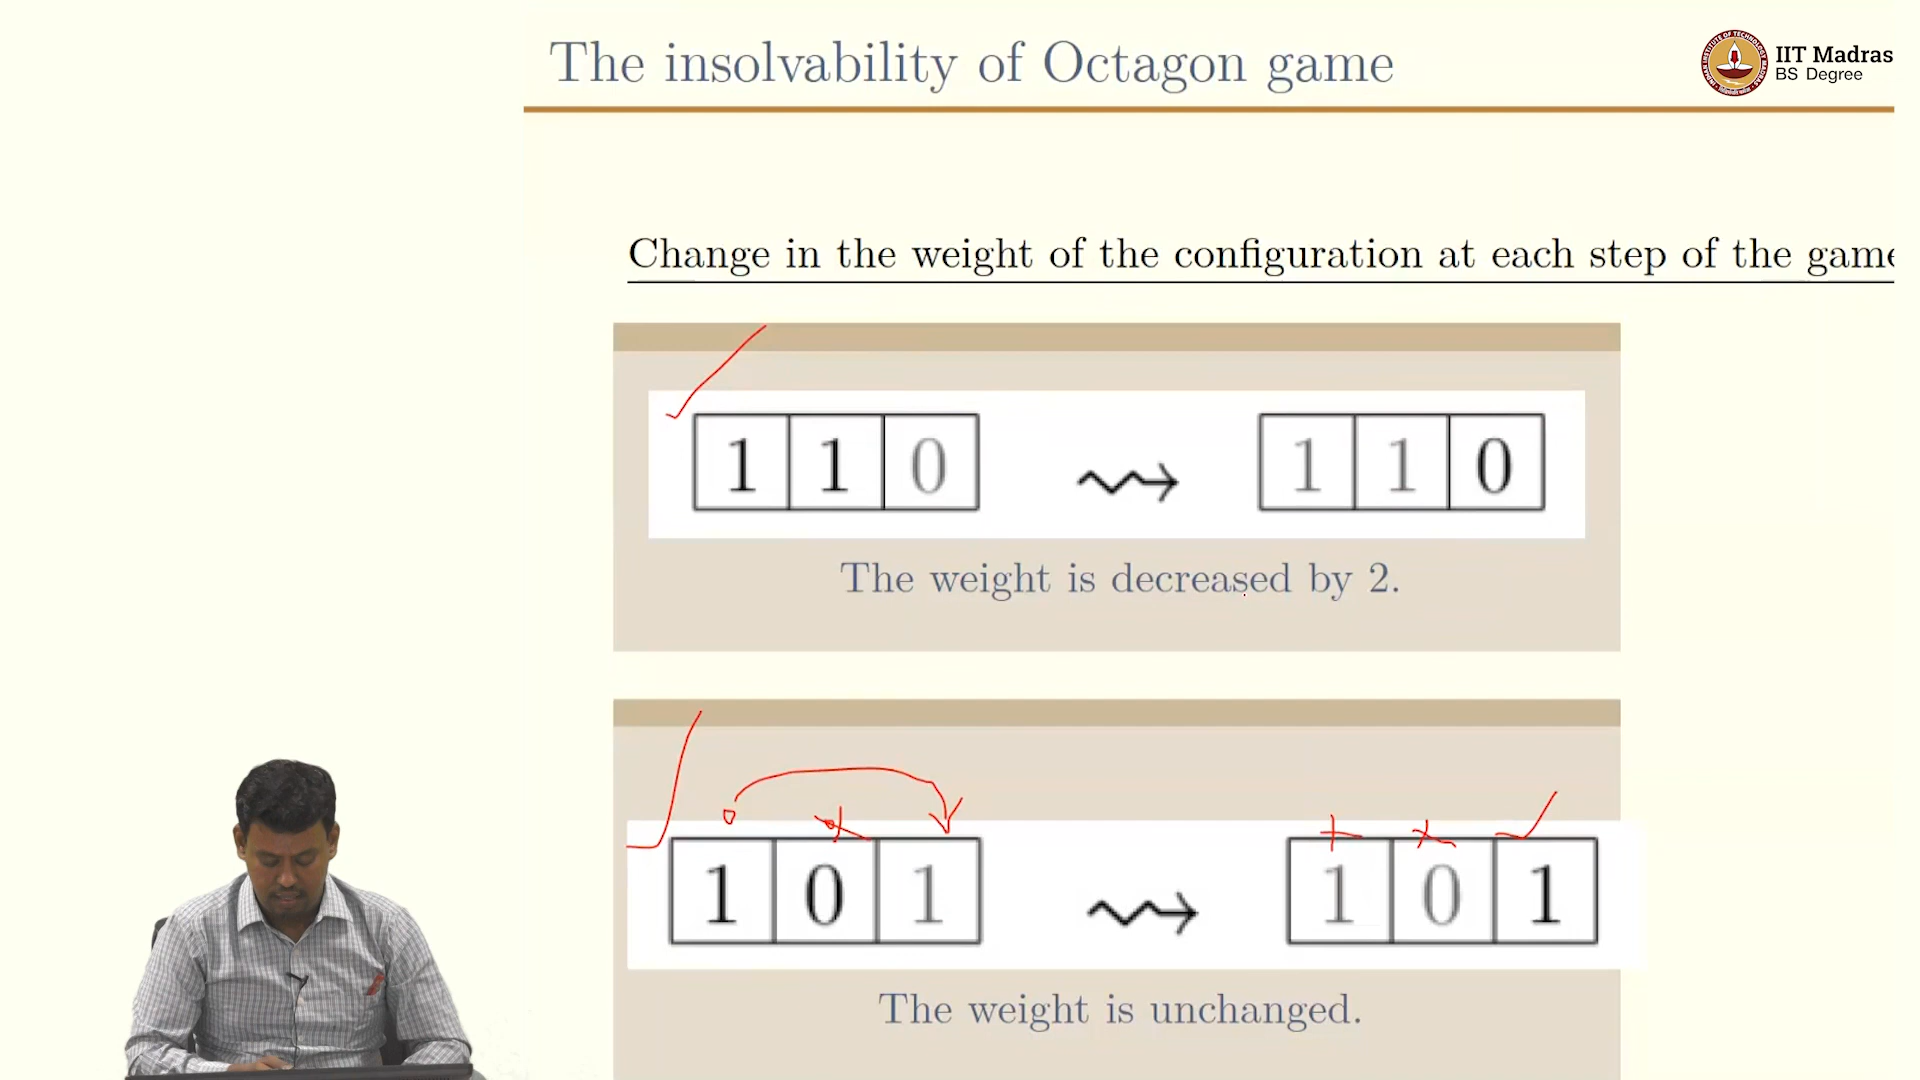 The insolvability of Octagon game
IIT Madras
BS Degree
Change in the weight of the configuration at each step of the game
1 1 0 1 1 0
The weight is decreased by 2.
1 0 1 1 0 1
The weight is unchanged.